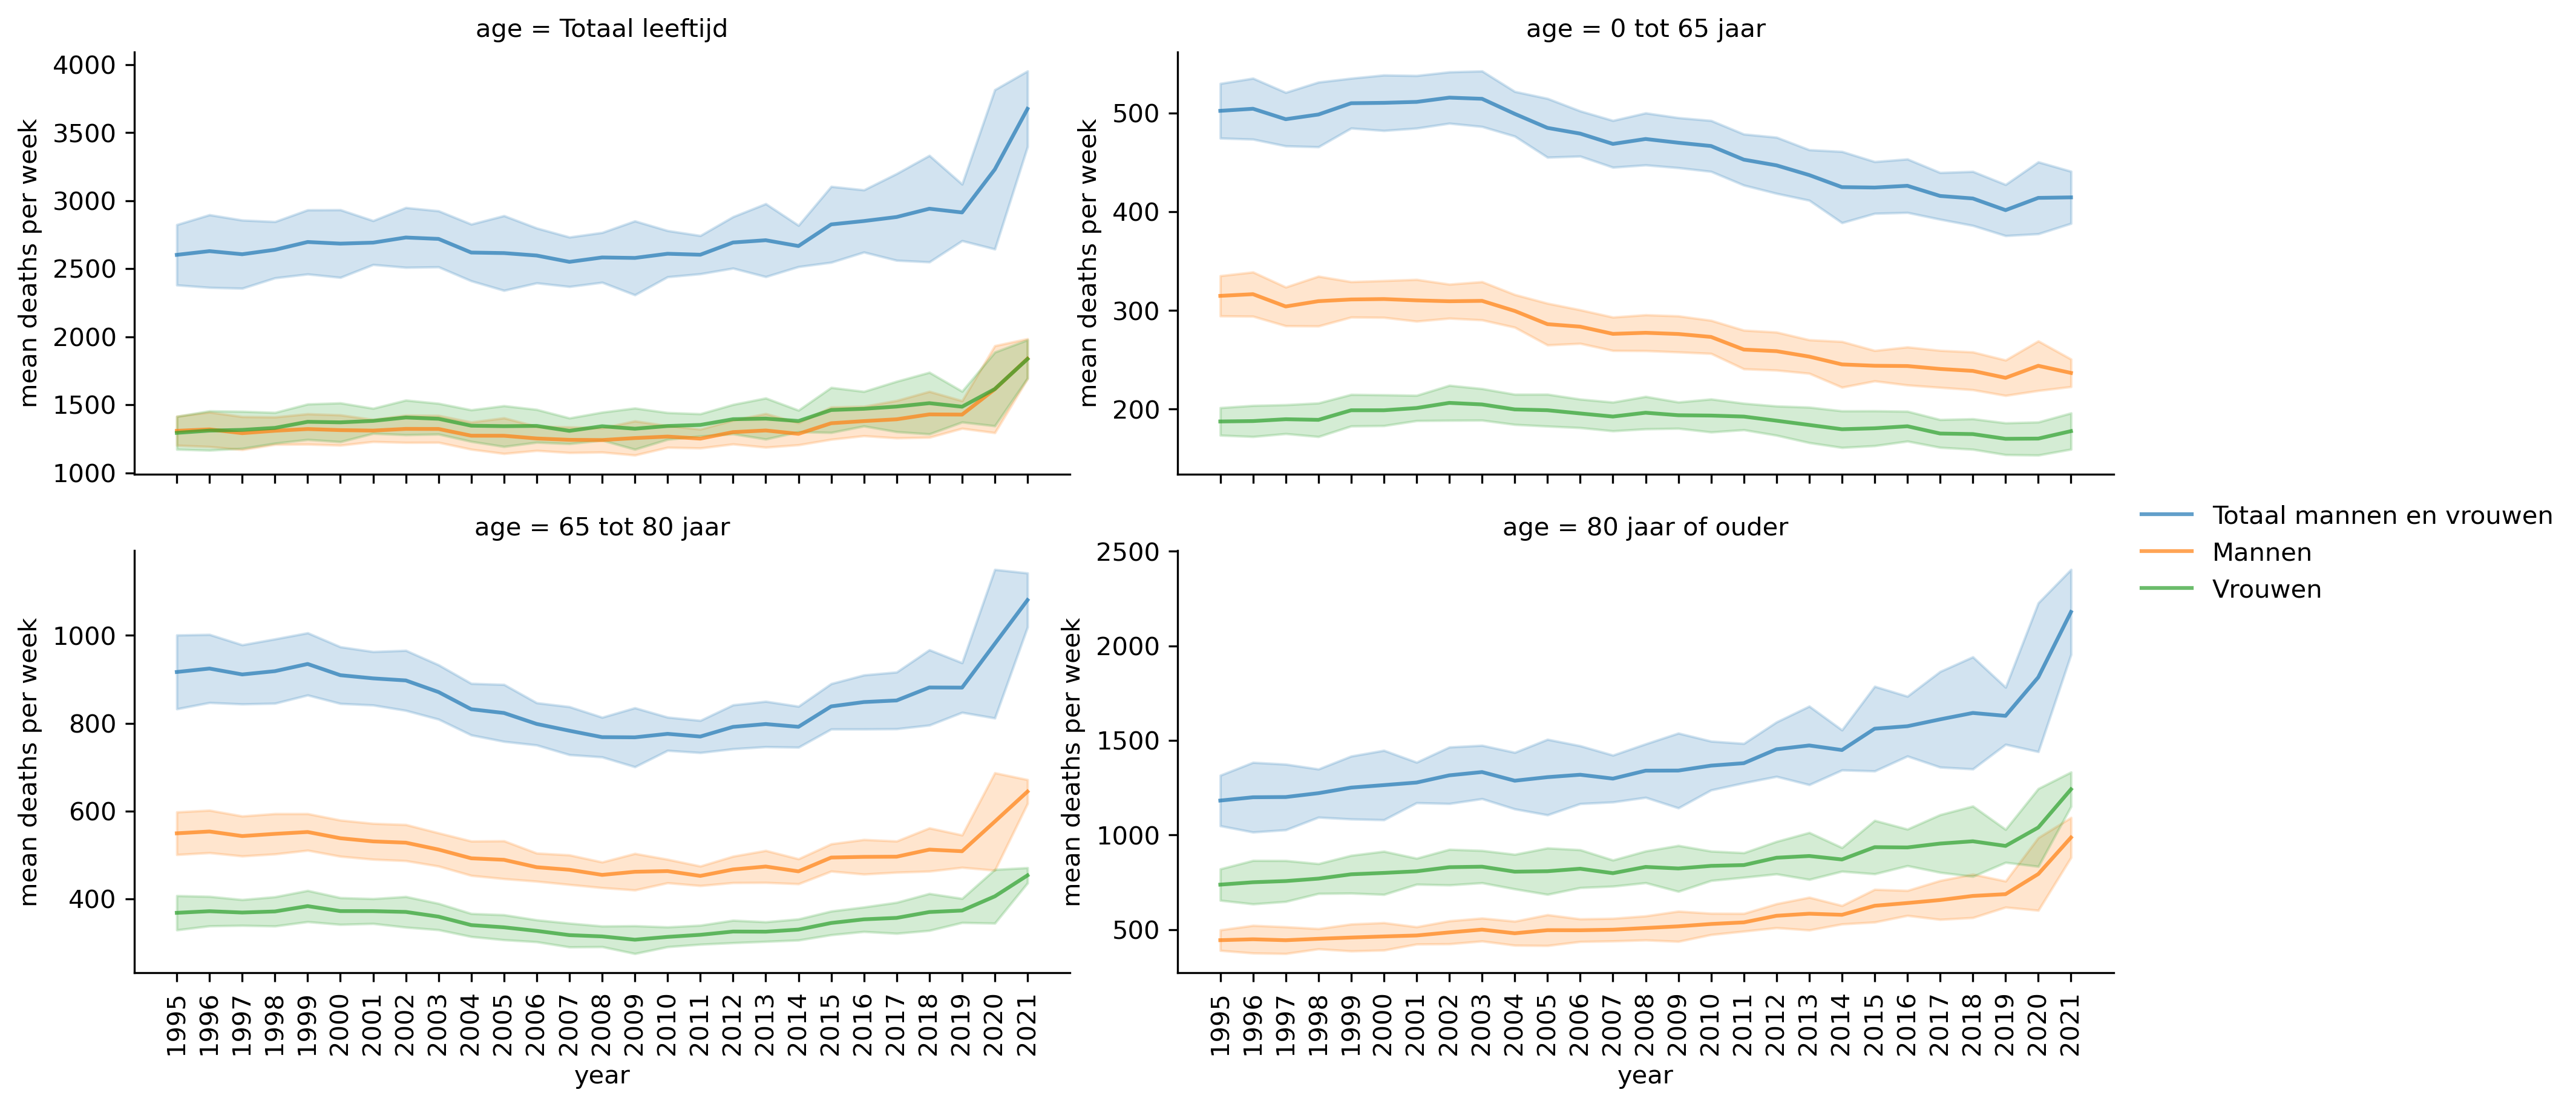 age = Totaal leeftijd
4000
3500
3000
2500
2000
1500
1000
mean deaths per week
age = 0 tot 65 jaar
500
400
300
200
mean deaths per week
age = 65 tot 80 jaar
1000
800
600
400
mean deaths per week
1995 1996 1997 1998 1999 2000 2001 2002 2003 2004 2005 2006 2007 2008 2009 2010 2011 2012 2013 2014 2015 2016 2017 2018 2019 2020 2021
year
age = 80 jaar of ouder
2500
2000
1500
1000
500
mean deaths per week
1995 1996 1997 1998 1999 2000 2001 2002 2003 2004 2005 2006 2007 2008 2009 2010 2011 2012 2013 2014 2015 2016 2017 2018 2019 2020 2021
year
Totaal mannen en vrouwen
Mannen
Vrouwen